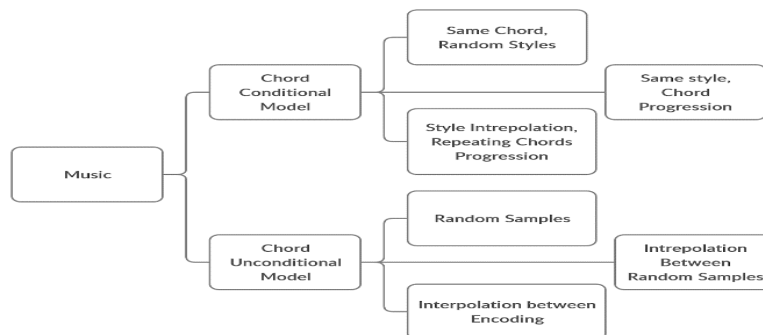 Same Chord,
Random Styles
Chord
Conditional
Model
Same style,
Chord
Progression
Style Intrepolation,
Repeating Chords
Progression
Music
Random Samples
Chord
Unconditional
Model
Intrepolation
Between
Random Samples
Interpolation between
Encoding